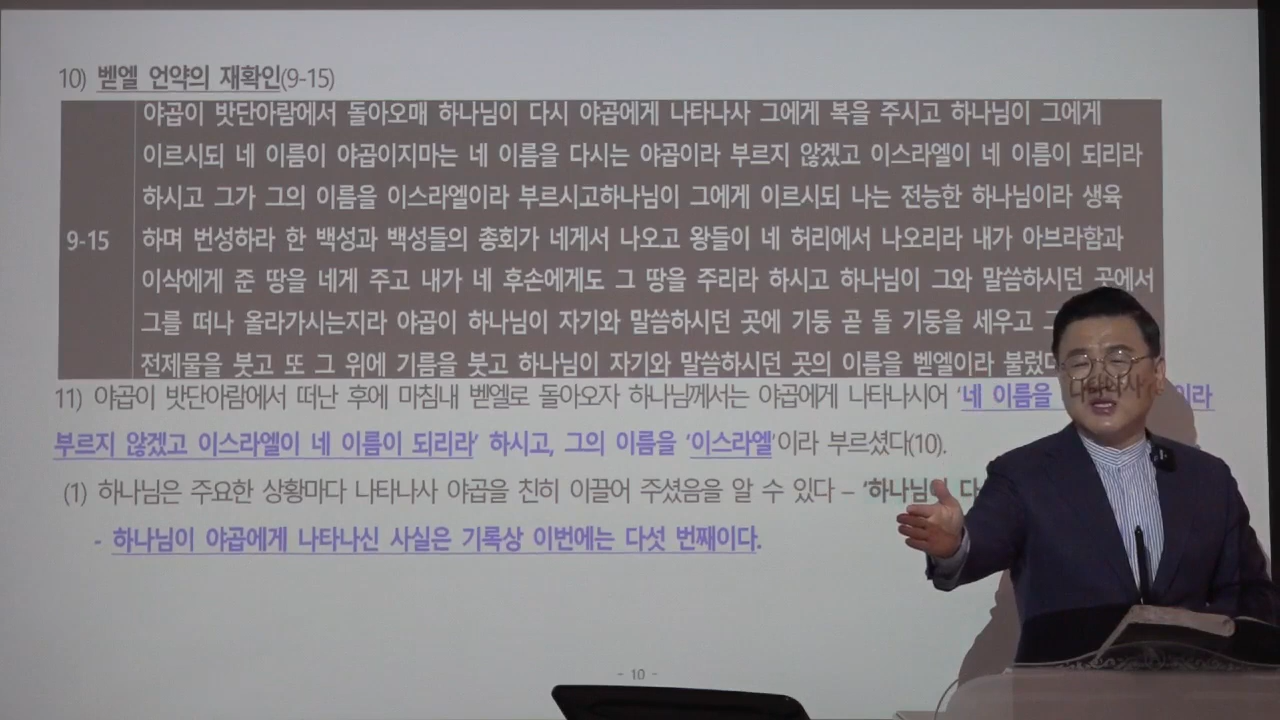 10) 벧엘 언약의 재확인(9-15)
야곱이 밧단아람에서 돌아오매 하나님이 다시 야곱에게 나타나사 그에게 복을 주시고 하나님이 그에게
이르시되 네 이름이 야곱이지마는 네 이름을 다시는 야곱이라 부르지 않겠고 이스라엘이 네 이름이 되리라
하시고 그가 그의 이름을 이스라엘이라 부르시고하나님이 그에게 이르시되 나는 전능한 하나님이라 생육
9-15 하며 번성하라 한 백성과 백성들의 총회가 네게서 나오고 왕들이 네 허리에서 나오리라 내가 아브라함과
이삭에게 준 땅을 네게 주고 내가 네 후손에게도 그 땅을 주리라 하시고 하나님이 그와 말씀하시던 곳에서
그를 떠나 올라가시는지라 야곱이 하나님이 자기와 말씀하시던 곳에 기둥 곧 돌 기둥을 세우고
전제물을 붓고 또 그 위에 기름을 붓고 하나님이 자기와 말씀하시던 곳의 이름을 벧엘이라 불렀
11) 야곱이 밧단아람에서 떠난 후에 마침내 벧엘로 돌아오자 하나님께서는 야곱에게 나타나시어 '네 이름을 이라
부르지 않겠고 이스라엘이 네 이름이 되리라' 하시고, 그의 이름을 '이스라엘'이라 부르셨다(10).
(1) 하나님은 주요한 상황마다 나타나사 야곱을 친히 이끌어 주셨음을 알 수 있다 – '하나님이 다
- 하나님이 야곱에게 나타나신 사실은 기록상 이번에는 다섯 번째이다.
- 10 -